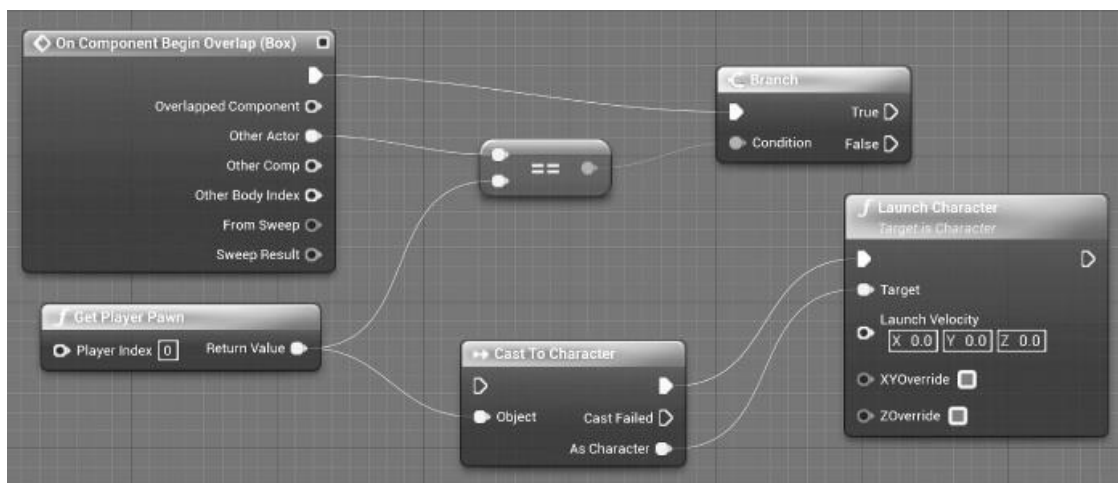 On Component Begin Overlap (Box)
Overlapped Component
Other Actor
Other Comp
Other Body Index
From Sweep
Sweep Result
Get Player Pawn
Player Index 0 Return Value
==
Branch
True
Condition False
Cast To Character
Object Cast Failed
As Character
f Launch Character
Target is Character
Target
Launch Velocity
X 0.0 Y 0.0 Z 0.0
XYOverride
ZOverride